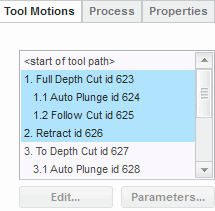 Tool Motions Process Properties
<start of tool path>
1. Full Depth Cut id 623
1.1 Auto Plunge id 624
1.2 Follow Cut id 625
2. Retract id 626
3. To Depth Cut id 627
3.1 Auto Plunge id 628
Edit... Parameters...